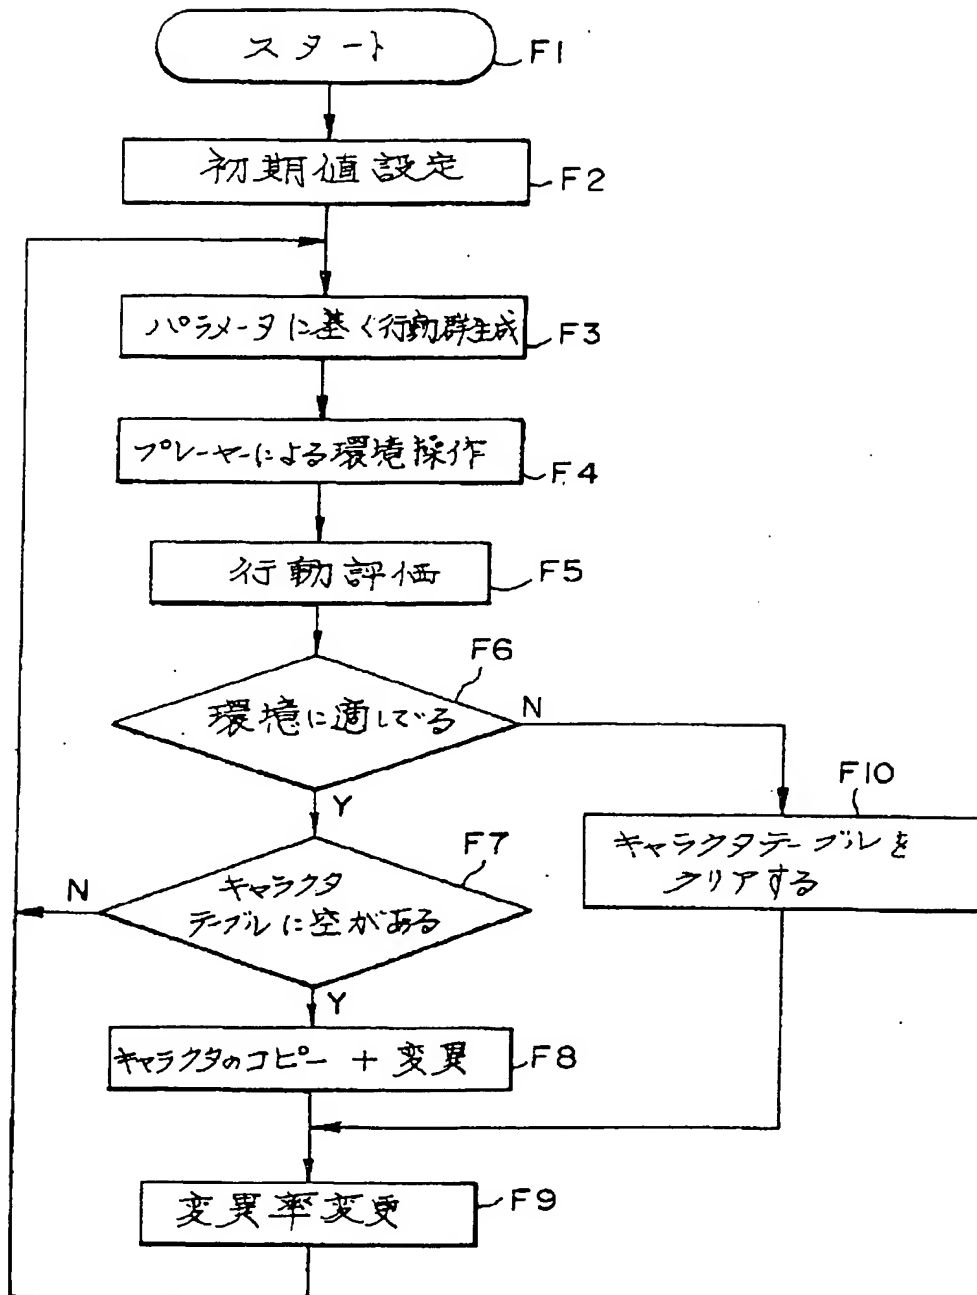 スタート
F1
初期値設定
F2
パラメータに基く行動群生成
F3
プレーヤーによる環境操作
F4
行動評価
F5
F6
環境に適している
N
Y
F10
キャラクタテーブルを
クリアする
F7
キャラクタ
テーブルに空がある
N
Y
キャラクタのコピー + 変異
F8
変異率変更
F9